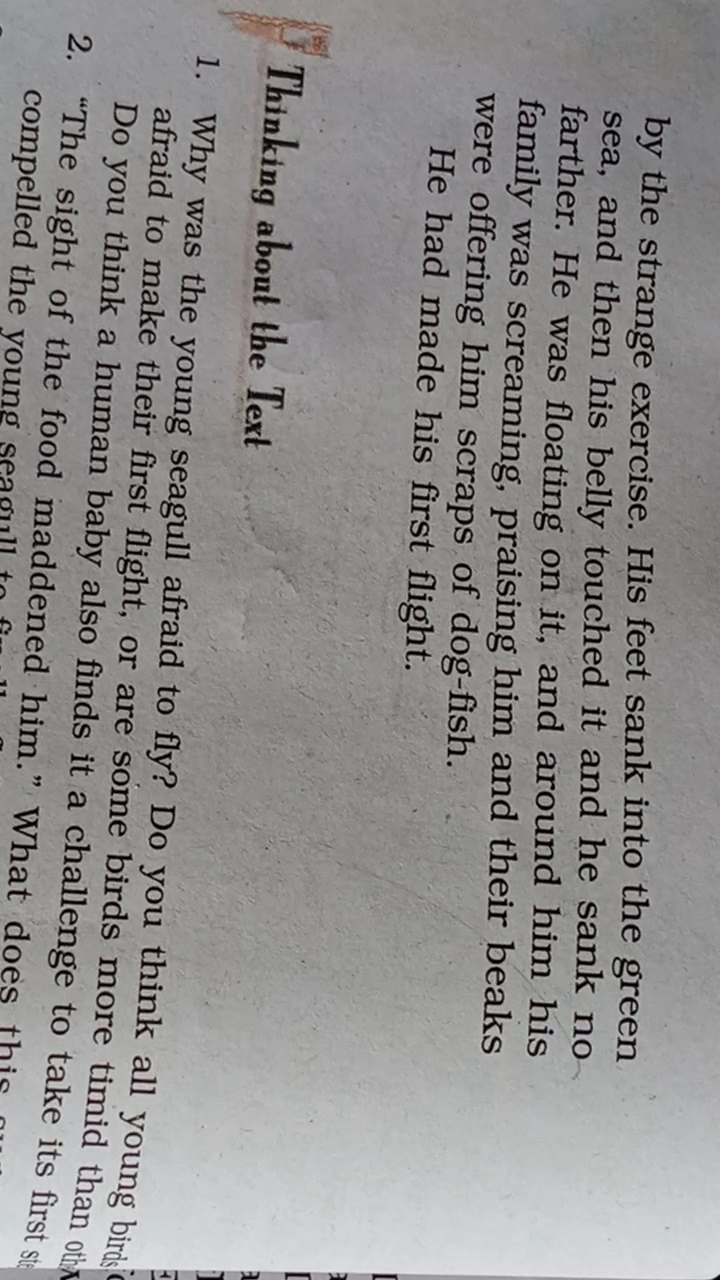 by the strange exercise. His feet sank into the green
sea, and then his belly touched it and he sank no
farther. He was floating on it, and around him his
family was screaming, praising him and their beaks
were offering him scraps of dog-fish.
He had made his first flight.
Thinking about the Text
1. Why was the young seagull afraid to fly? Do you think all young birds
afraid to make their first flight, or are some birds more timid than
Do you think a human baby also finds it a challenge to take its first
2. “The sight of the food maddened him.” What does this
compelled the young seagull to